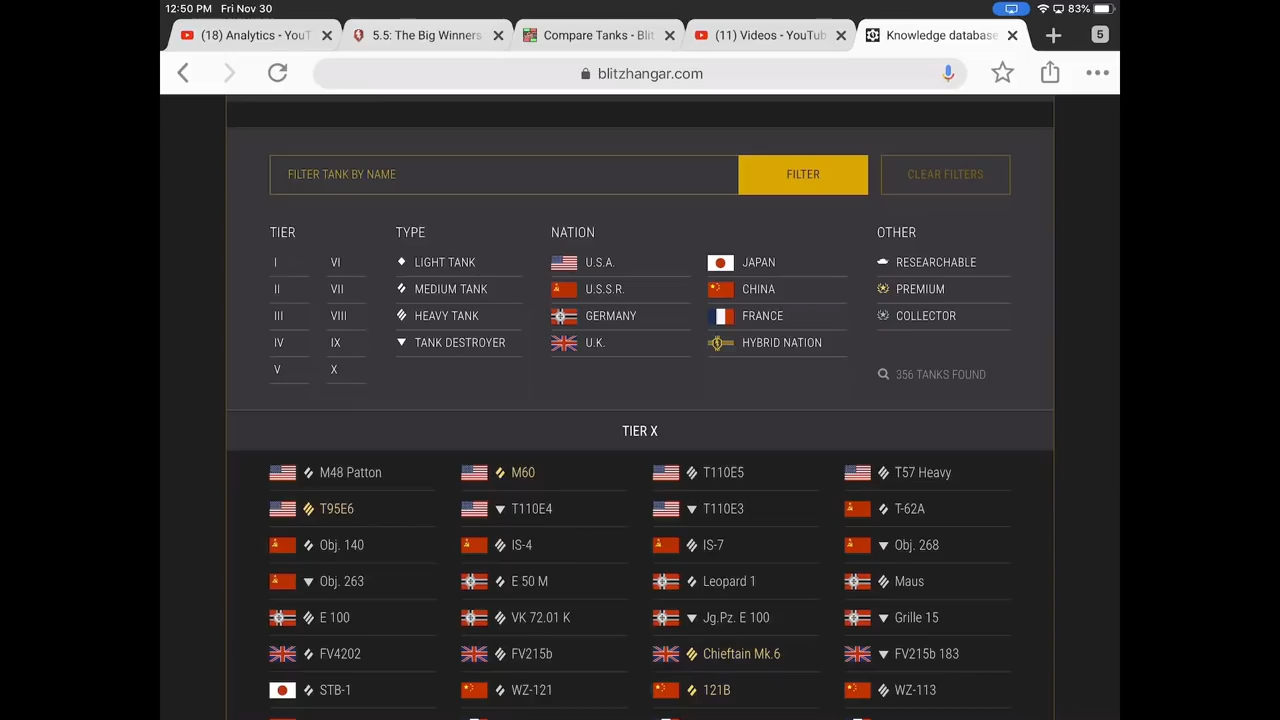 12:50 PM Fri Nov 30 83%
(18) Analytics - YouT 5.5: The Big Winners Compare Tanks - Blit (11) Videos - YouTub Knowledge database 5
blitzhangar.com
FILTER TANK BY NAME FILTER CLEAR FILTERS
TIER TYPE NATION OTHER
I VI LIGHT TANK U.S.A. JAPAN RESEARCHABLE
II VII MEDIUM TANK U.S.S.R. CHINA PREMIUM
III VIII HEAVY TANK GERMANY FRANCE COLLECTOR
IV IX TANK DESTROYER U.K. HYBRID NATION
V X 356 TANKS FOUND
TIER X
M48 Patton M60 T110E5 T57 Heavy
T95E6 T110E4 T110E3 T-62A
Obj. 140 IS-4 IS-7 Obj. 268
Obj. 263 E 50 M Leopard 1 Maus
E 100 VK 72.01 K Jg.Pz. E 100 Grille 15
FV4202 FV215b Chieftain Mk.6 FV215b 183
STB-1 WZ-121 121B WZ-113